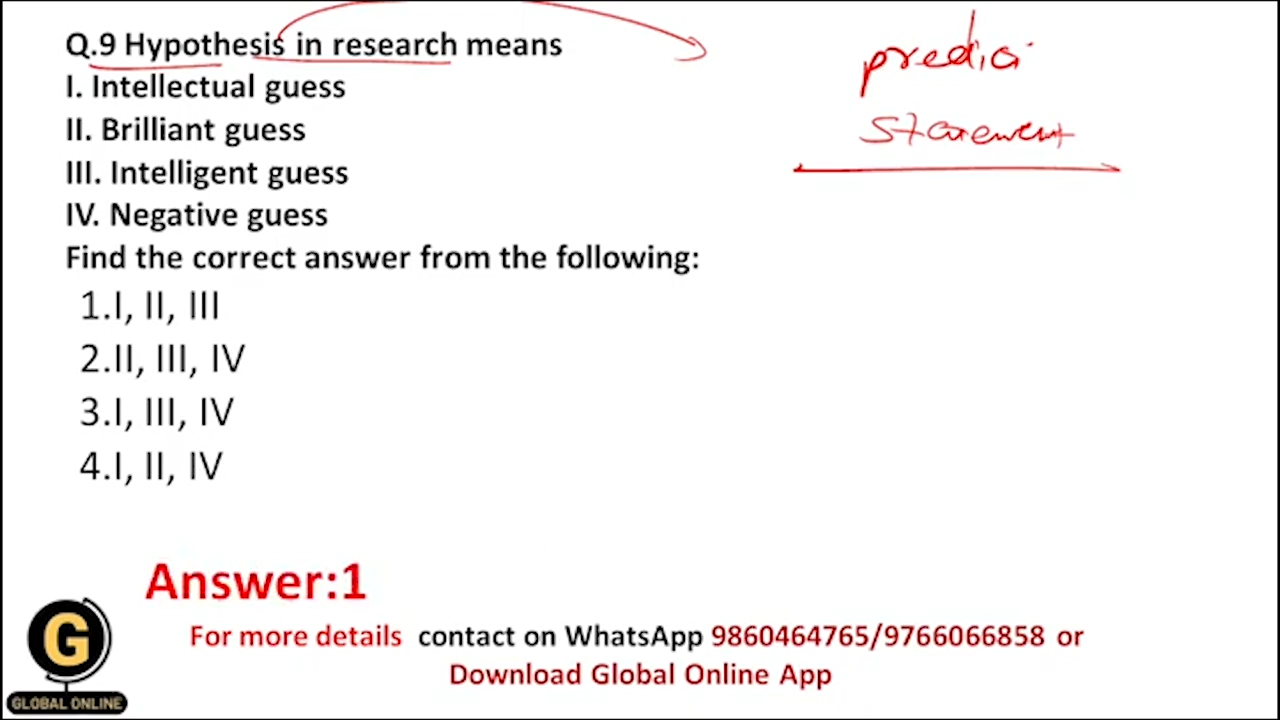 Q.9 Hypothesis in research means
I. Intellectual guess
II. Brilliant guess
III. Intelligent guess
IV. Negative guess
Find the correct answer from the following:
1.I, II, III
2.II, III, IV
3.I, III, IV
4.I, II, IV
predic
statement
Answer:1
For more details contact on WhatsApp 9860464765/9766066858 or
Download Global Online App
G
GLOBAL ONLINE